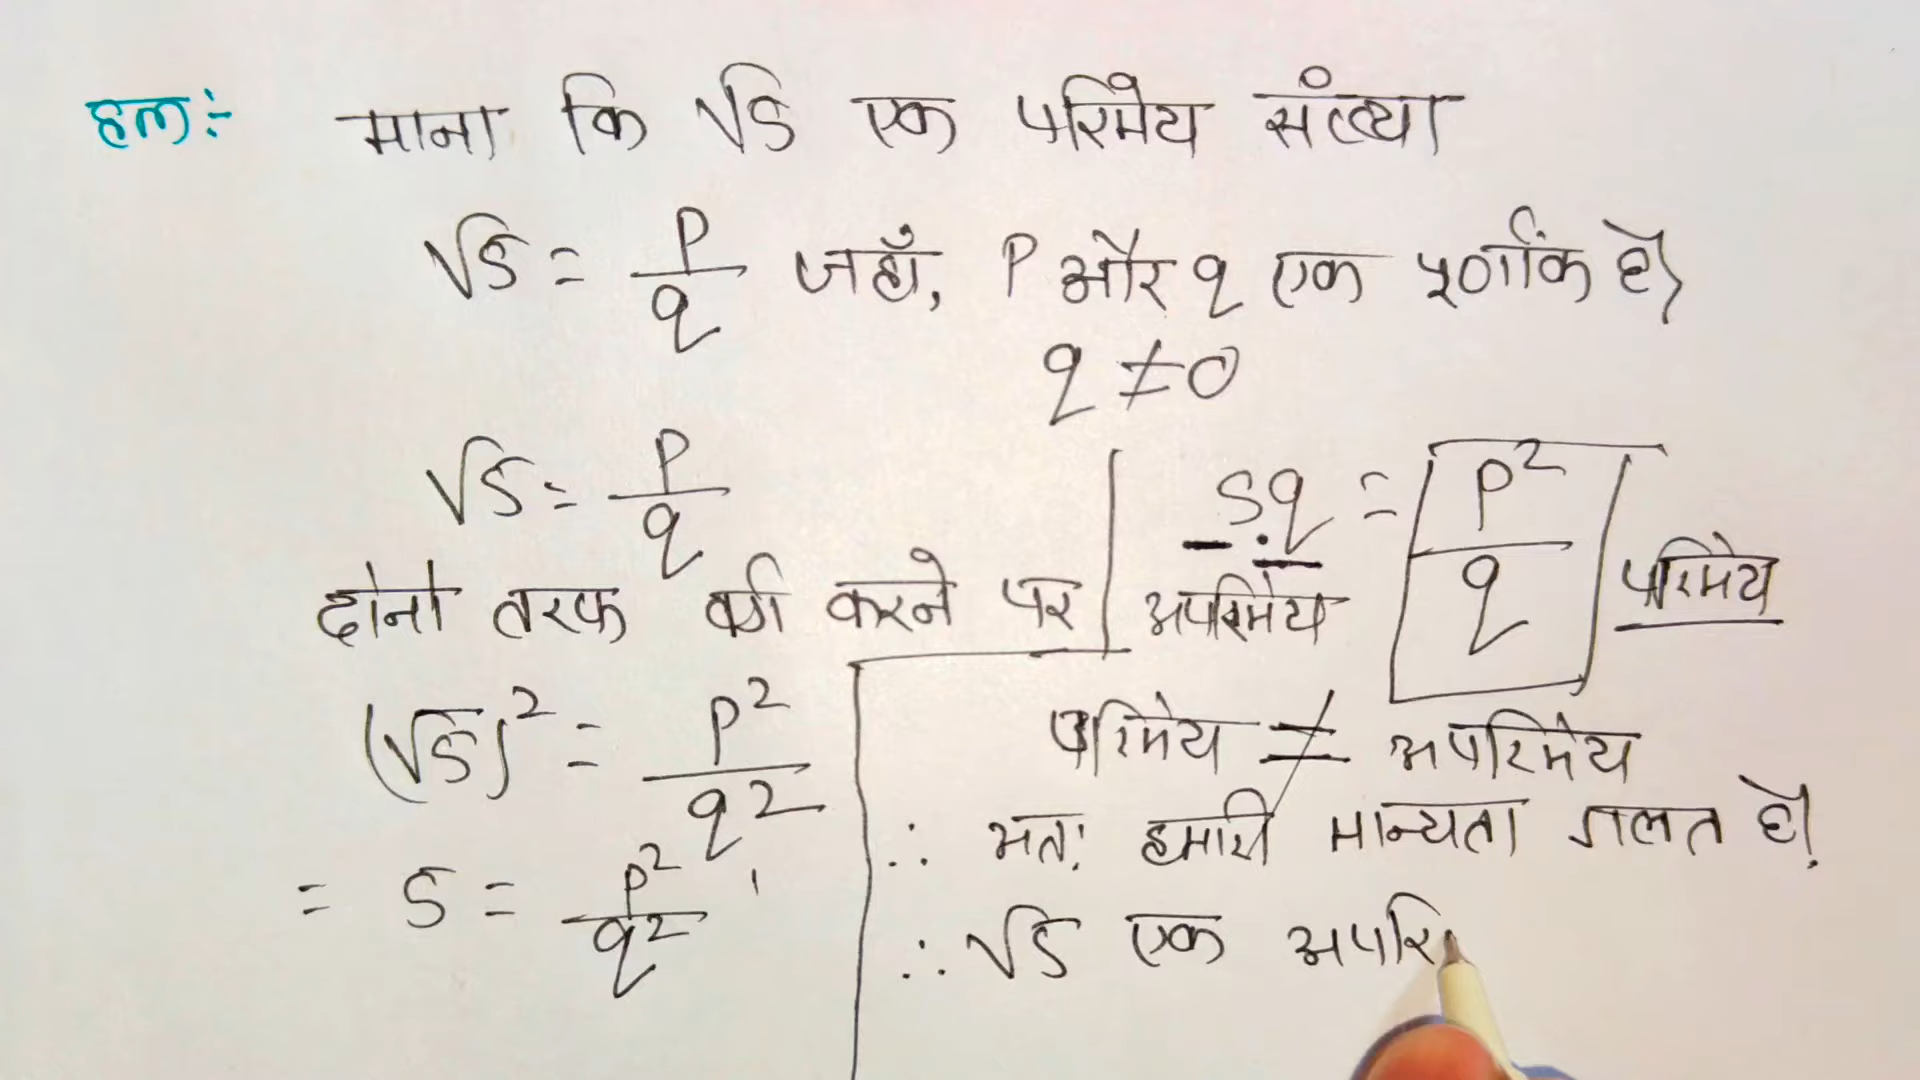 हल:- माना कि √5 एक परिमेय संख्या
√5 = p/q जहाँ, P और q एक पूर्णांक है।
q ≠ 0
√5 = p/q
दोनो तरफ वर्ग करने पर
(√5)² = p²/q²
= 5 = p²/q²
5q = p²/q
अपरिमेय परिमेय
परिमेय ≠ अपरिमेय
∴ अतः हमारी मान्यता गलत है।
∴ √5 एक अपरि